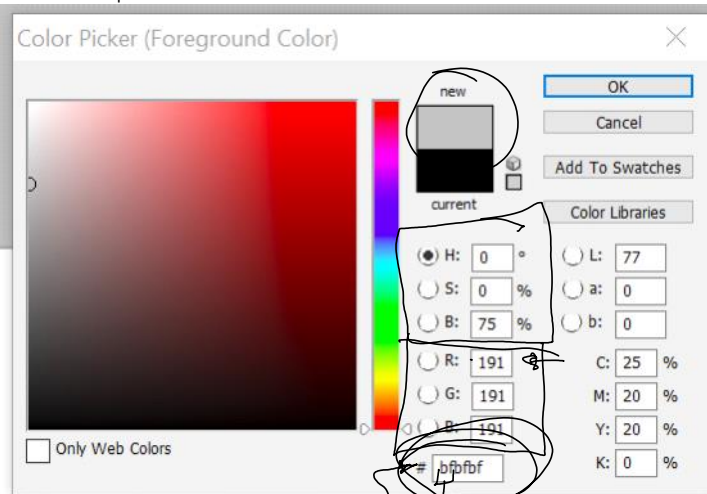 Color Picker (Foreground Color)
new
OK
Cancel
Add To Swatches
current
Color Libraries
H: 0 °
L: 77
S: 0 %
a: 0
B: 75 %
b: 0
R: 191
C: 25 %
G: 191
M: 20 %
B: 191
Y: 20 %
Only Web Colors
# bfbfbf
K: 0 %